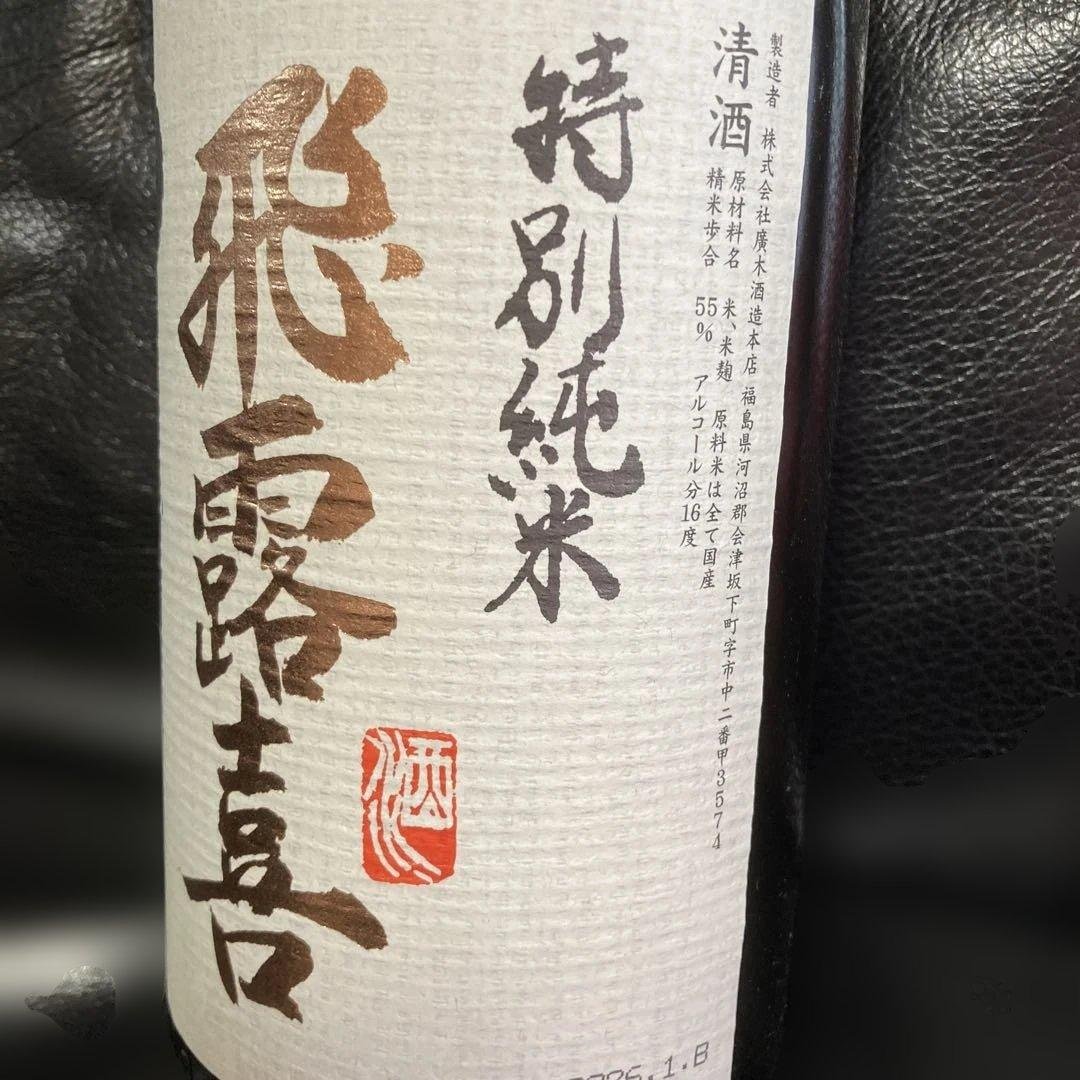 製造者 株式会社廣木酒造本店 福島県河沼郡会津坂下町字市中二番甲3574
清酒
原材料名 米、米麹 原料米は全て国産
精米歩合 55% アルコール分16度
特別純米
飛露喜
酒
.1.B